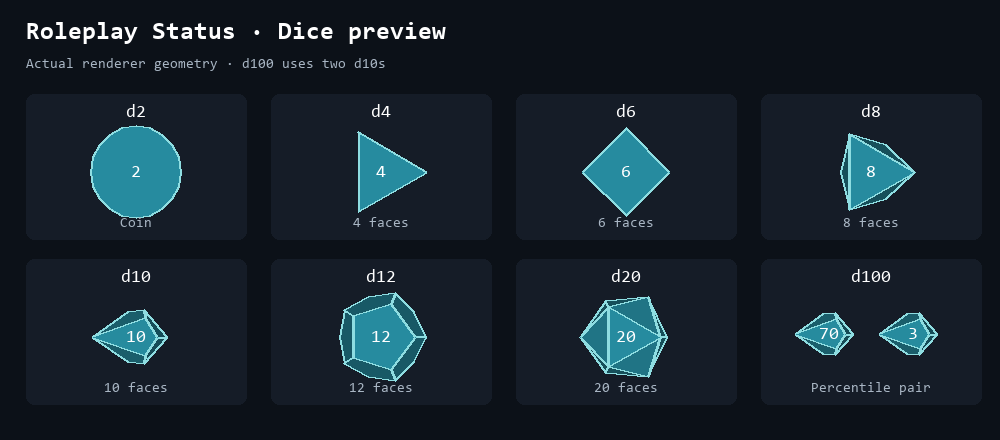 Roleplay Status · Dice preview
Actual renderer geometry · d100 uses two d10s
d2
2
Coin
d4
4
4 faces
d6
6
6 faces
d8
8
8 faces
d10
10
10 faces
d12
12
12 faces
d20
20
20 faces
d100
70 3
Percentile pair